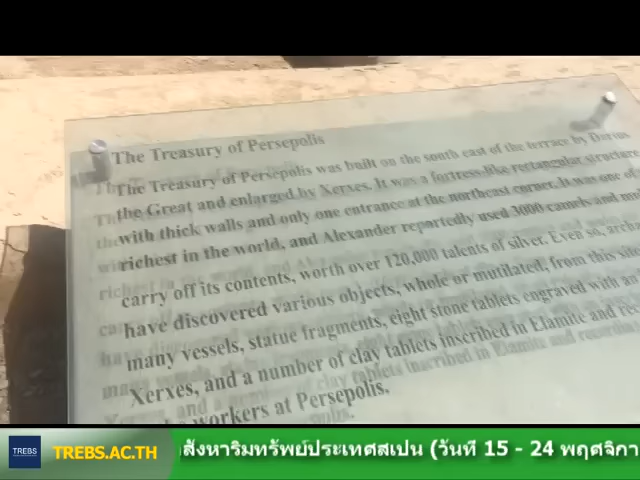 The Treasury of Persepolis
The Treasury of Persepolis was built on the south east of the terrace by Darius
the Great and enlarged by Xerxes. It was a fortress-like rectangular structure
with thick walls and only one entrance at the northeast corner. It was one of
richest in the world, and Alexander reportedly used 3000 camels and
carry off its contents, worth over 120,000 talents of silver. Even so,
have discovered various objects, whole or mutilated, from this
many vessels, statue fragments, eight stone tablets engraved with
Xerxes, and a number of clay tablets inscribed in Elamite and
workers at Persepolis.
TREBS TREBS.AC.TH สังหาริมทรัพย์ประเทศสเปน (วันที่ 15 - 24 พฤศจิกา